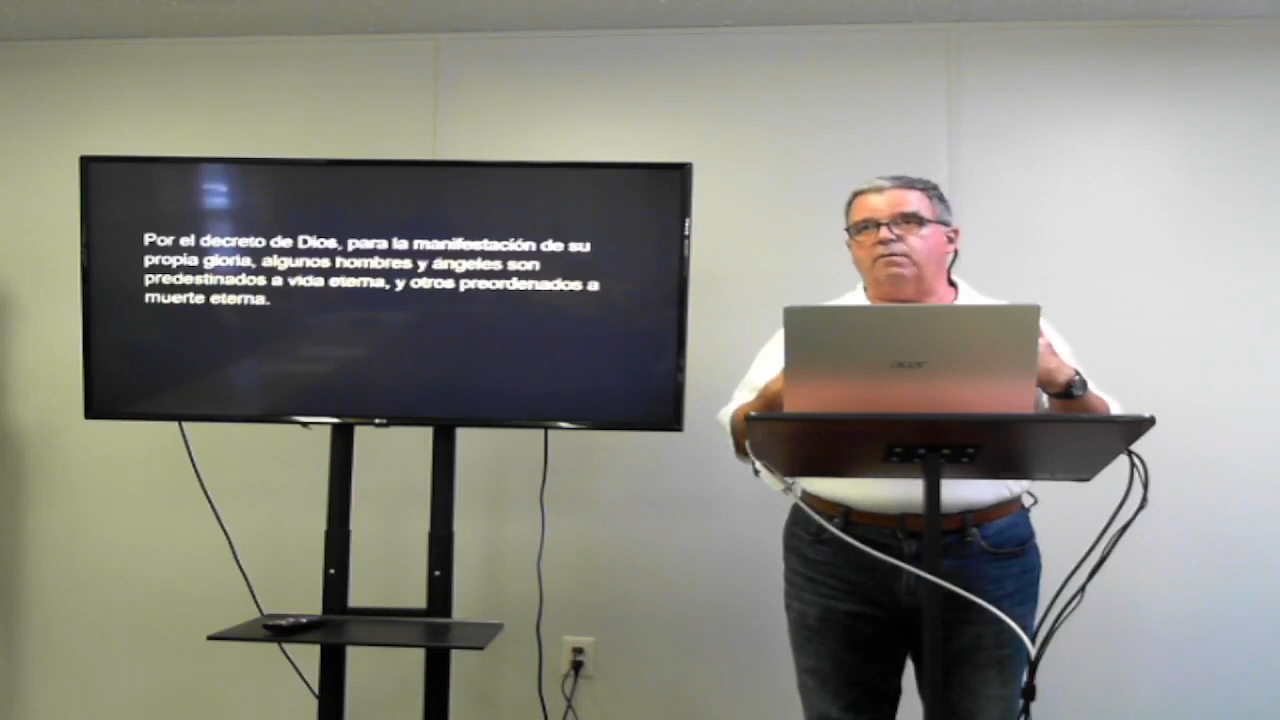 Por el decreto de Dios, para la manifestación de su
propia gloria, algunos hombres y ángeles son
predestinados a vida eterna, y otros preordenados a
muerte eterna.
acer